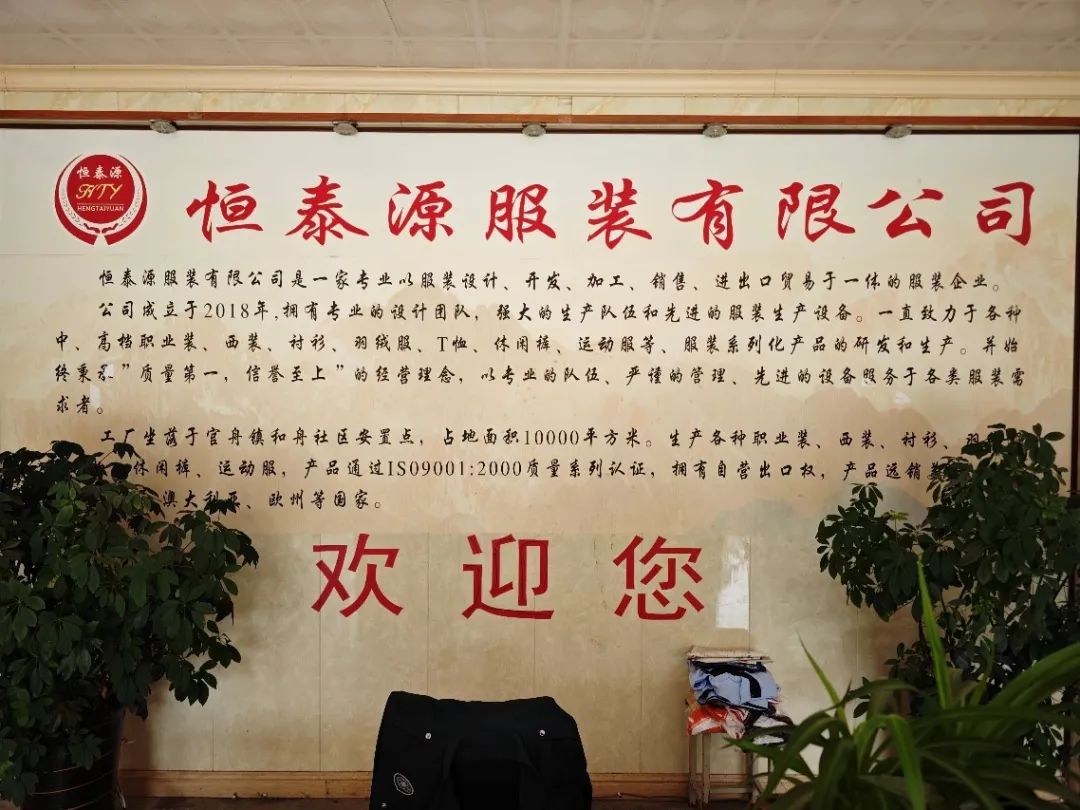 恒泰源
HTY
HENGTAIYUAN
恒泰源服装有限公司
恒泰源服装有限公司是一家专业以服装设计、开发、加工、销售、进出口贸易于一体的服装企业。
公司成立于2018年,拥有专业的设计团队，强大的生产队伍和先进的服装生产设备。一直致力于各种
中、高档职业装、西装、衬衫、羽绒服、T恤、休闲裤、运动服等、服装系列化产品的研发和生产。并始
终秉承"质量第一，信誉至上"的经营理念，以专业的队伍、严谨的管理、先进的设备服务于各类服装需
求者。
工厂坐落于官舟镇和舟社区安置点，占地面积10000平方米。生产各种职业装、西装、衬衫、羽
休闲裤、运动服，产品通过IS09001:2000质量系列认证，拥有自营出口权，产品远销美
澳大利亚、欧州等国家。
欢迎您